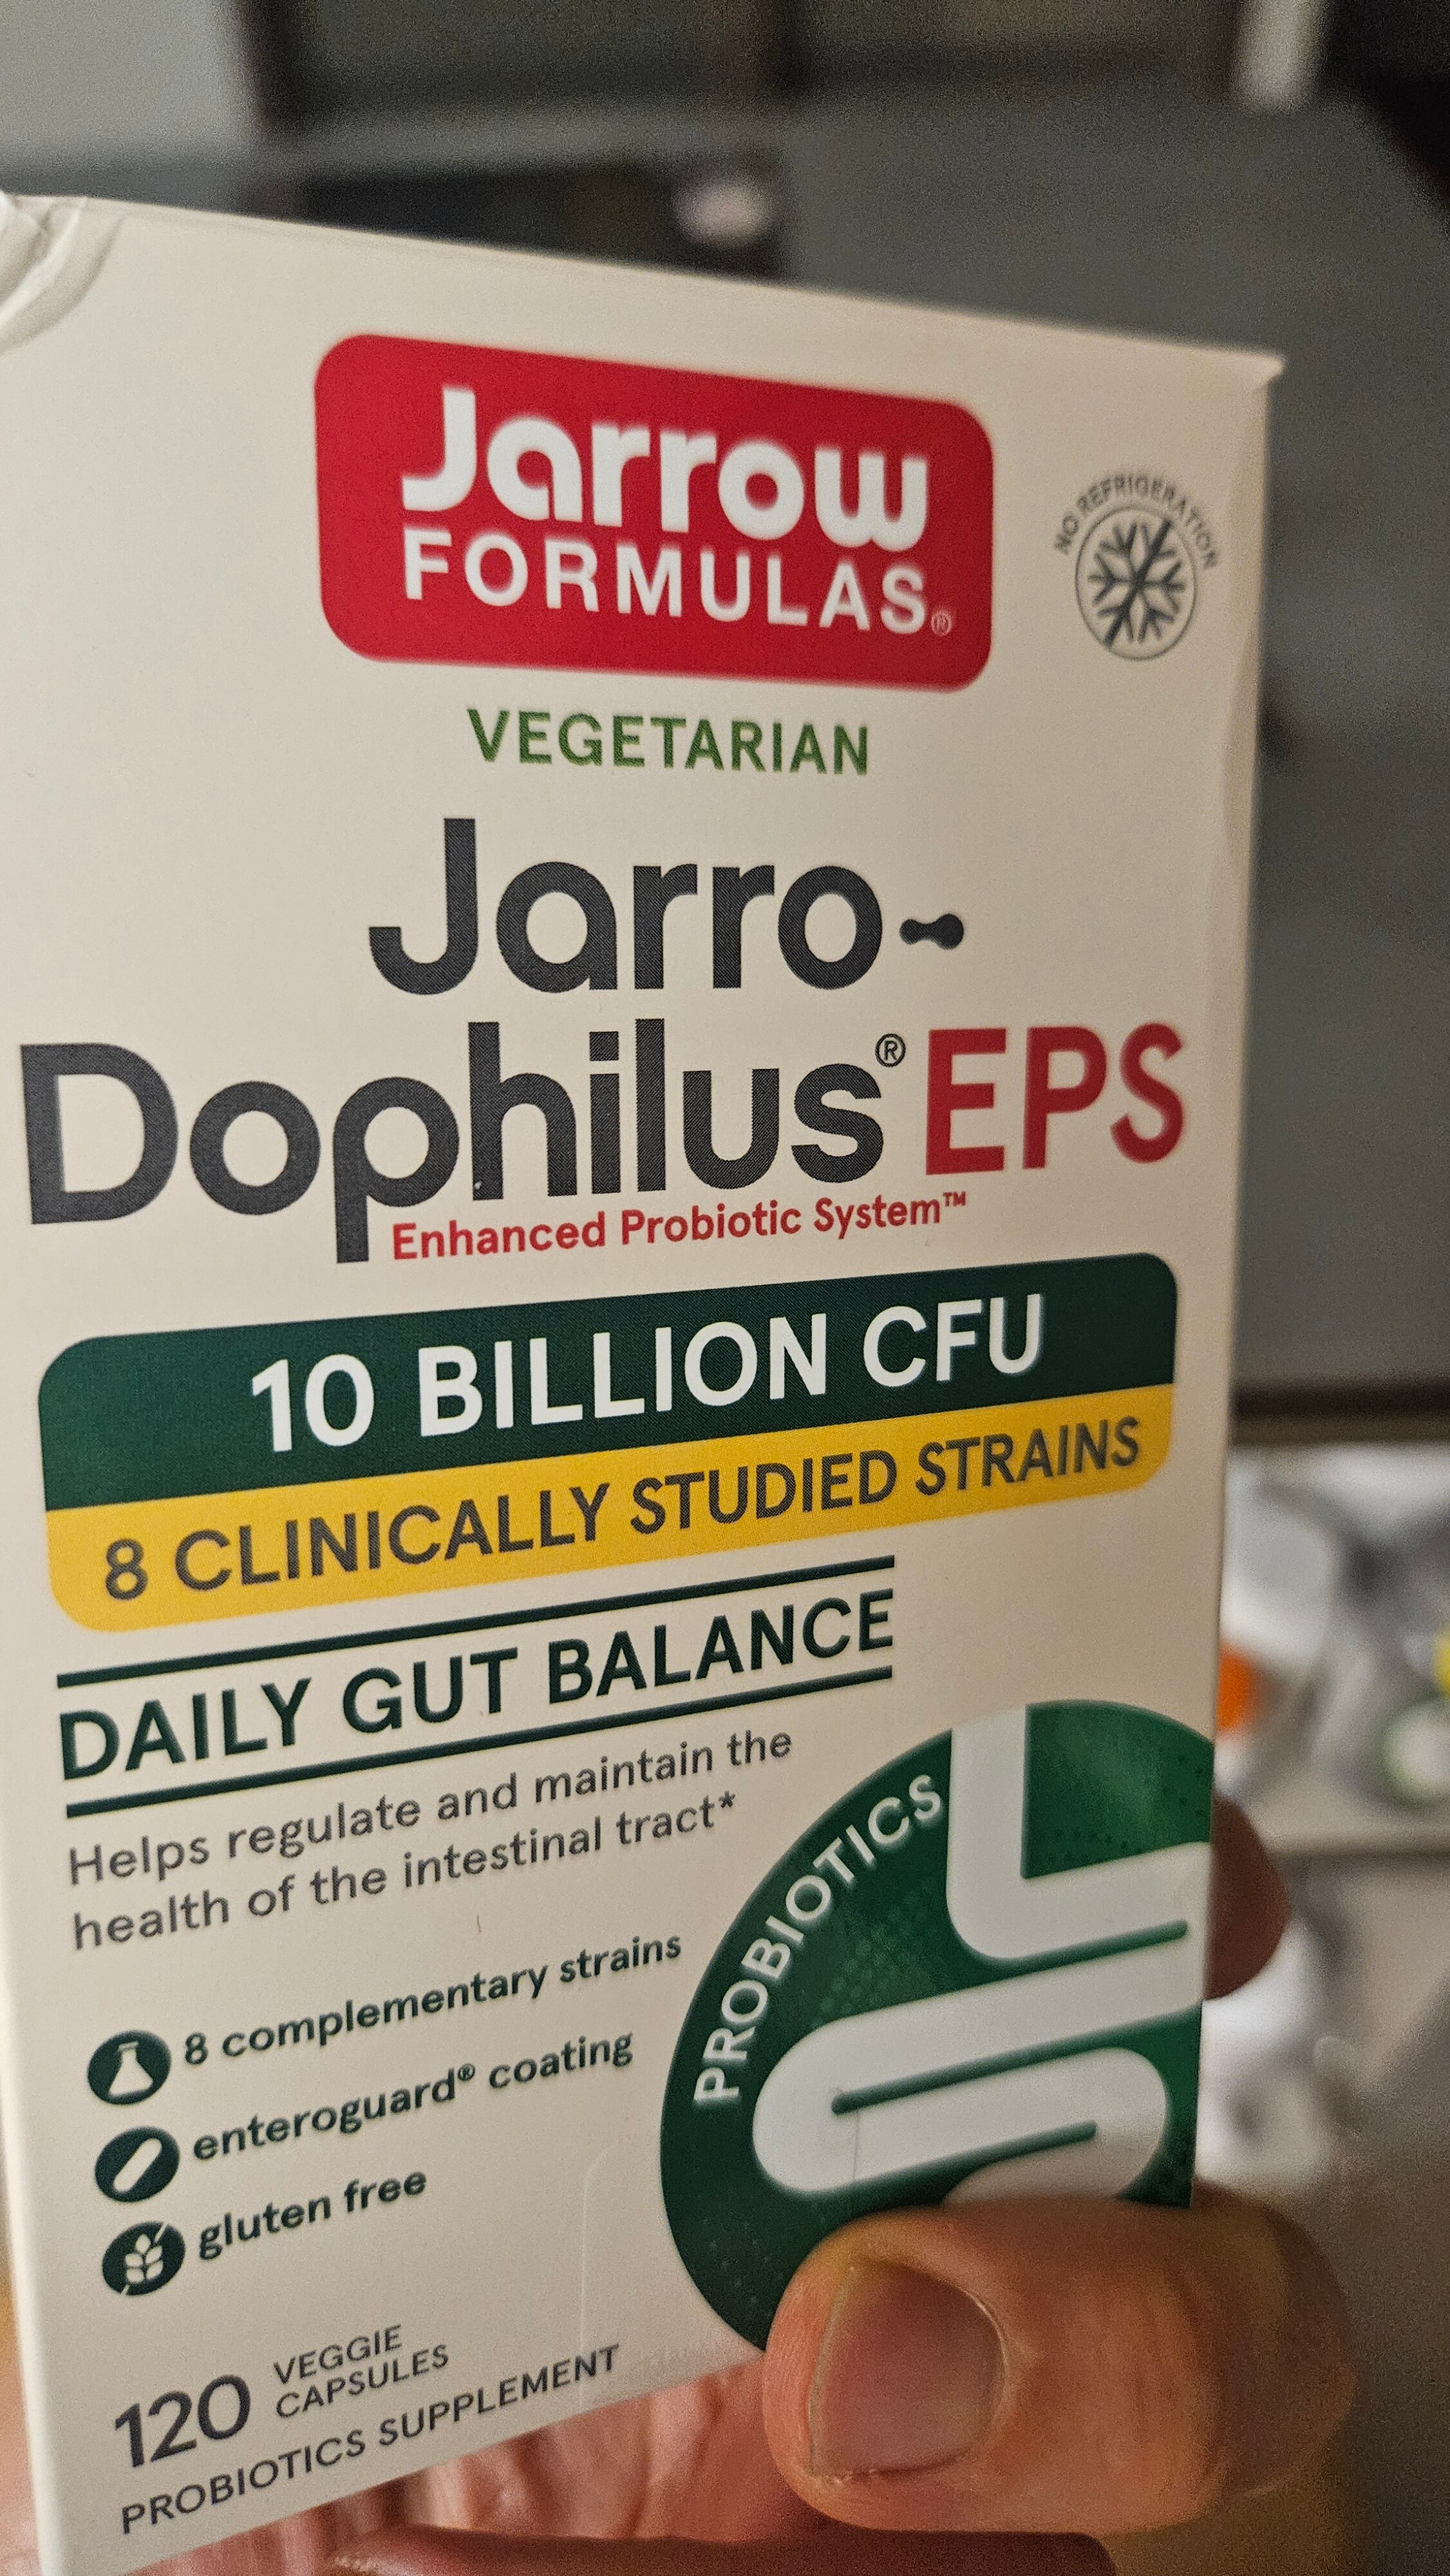 Jarrow
FORMULAS®
NO REFRIGERATION
VEGETARIAN
Jarro-
Dophilus® EPS
Enhanced Probiotic System™
10 BILLION CFU
8 CLINICALLY STUDIED STRAINS
DAILY GUT BALANCE
Helps regulate and maintain the
health of the intestinal tract*
8 complementary strains
enteroguard® coating
gluten free
PROBIOTICS
120 VEGGIE
CAPSULES
PROBIOTICS SUPPLEMENT